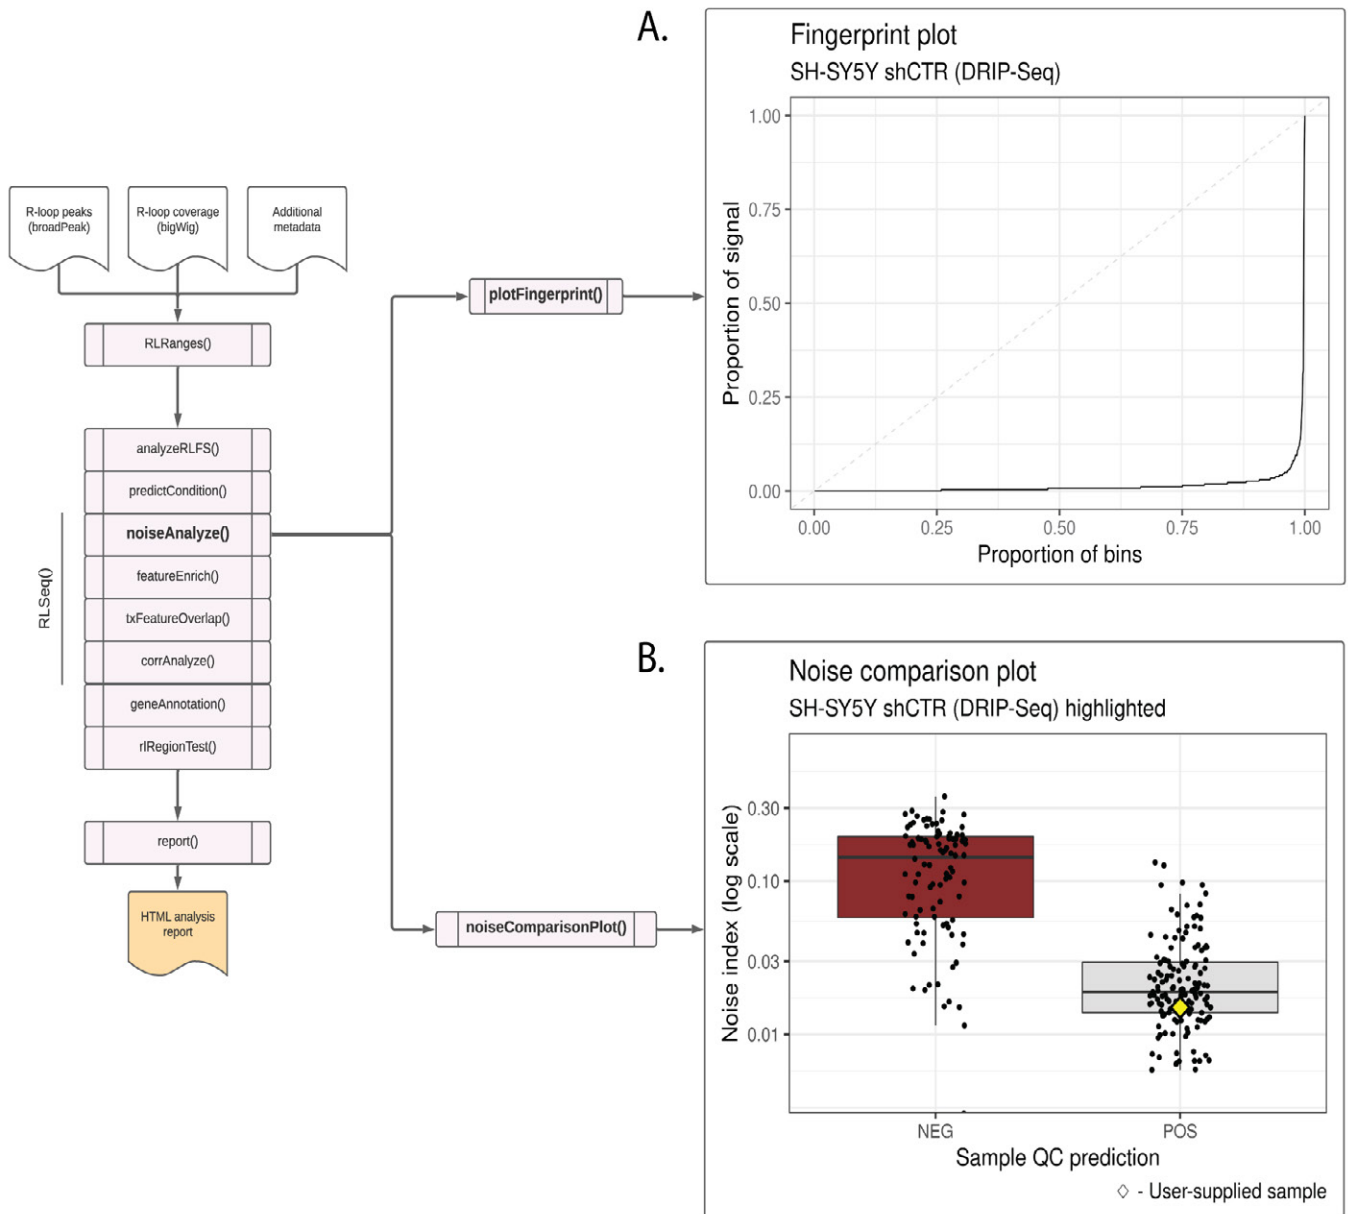 R-loop peaks
(broadPeak)
R-loop coverage
(bigWig)
Additional
metadata
RLRanges()
RLSeq()
analyzeRLFS()
predictCondition()
noiseAnalyze()
featureEnrich()
txFeatureOverlap()
corrAnalyze()
geneAnnotation()
rlRegionTest()
report()
HTML analysis
report
plotFingerprint()
noiseComparisonPlot()
A.
Fingerprint plot
SH-SY5Y shCTR (DRIP-Seq)
Proportion of signal
1.00
0.75
0.50
0.25
0.00
0.00 0.25 0.50 0.75 1.00
Proportion of bins
B.
Noise comparison plot
SH-SY5Y shCTR (DRIP-Seq) highlighted
Noise index (log scale)
0.30
0.10
0.03
0.01
NEG POS
Sample QC prediction
◇ - User-supplied sample